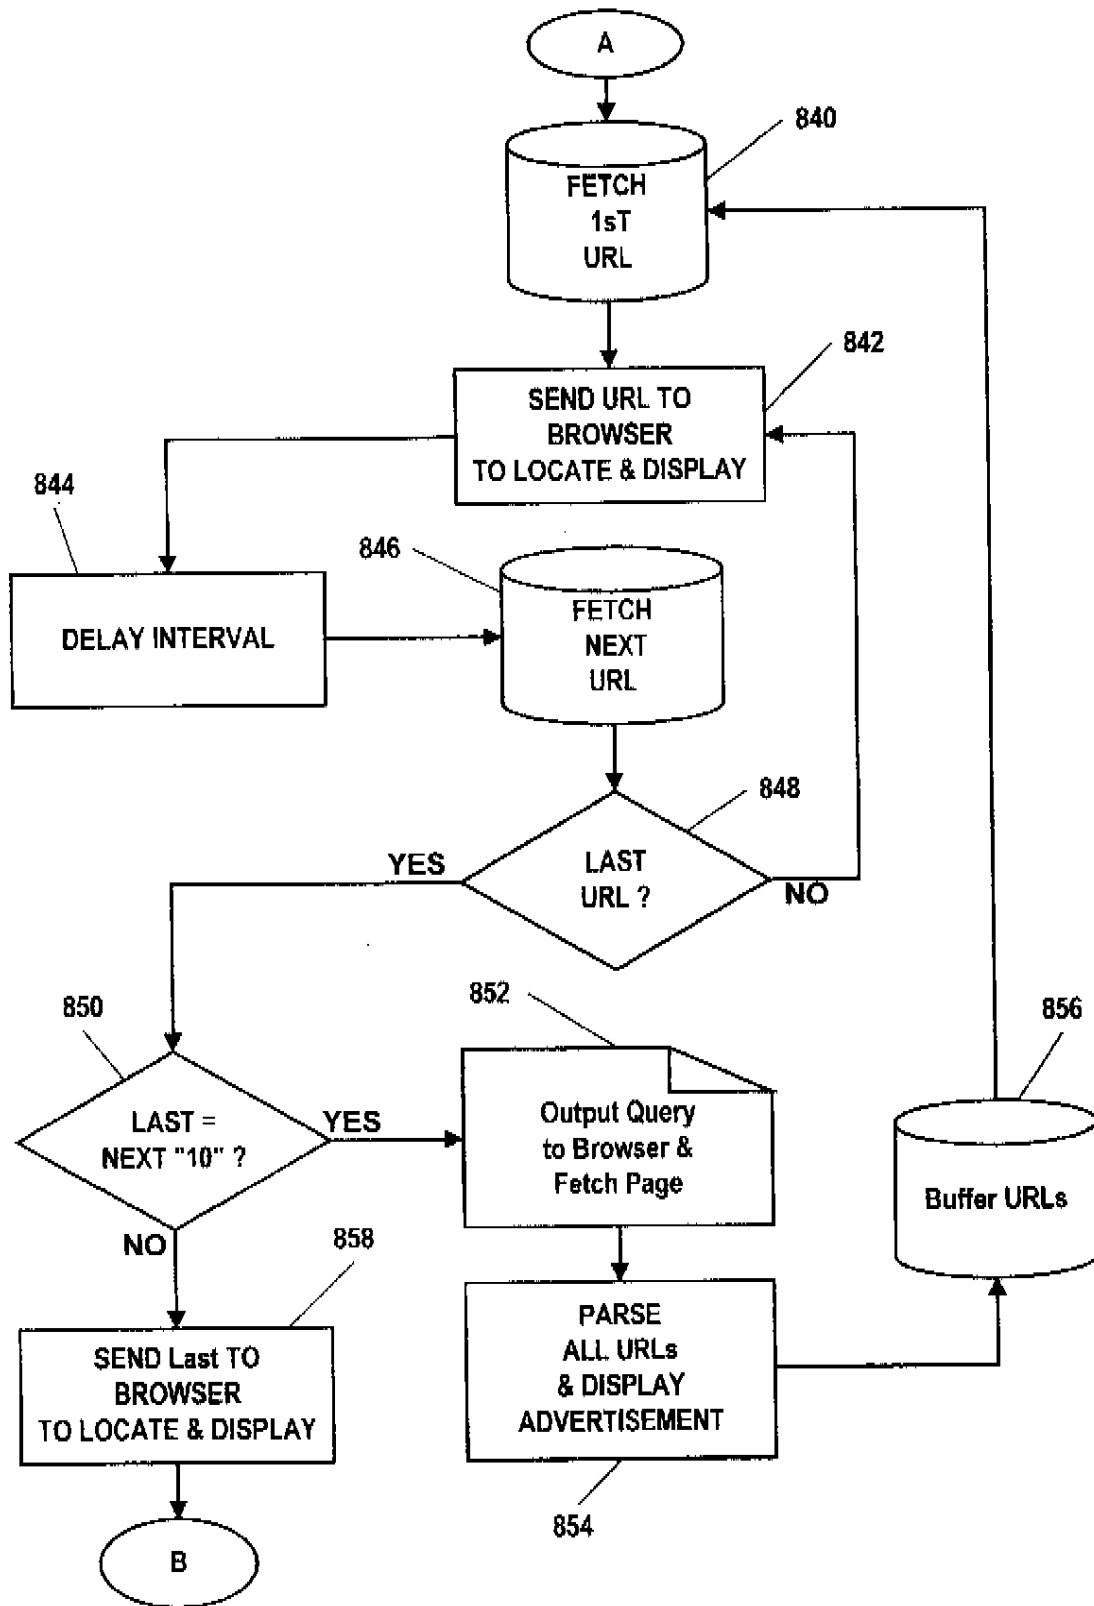 A
840
FETCH
1sT
URL
842
SEND URL TO
BROWSER
TO LOCATE & DISPLAY
844
DELAY INTERVAL
846
FETCH
NEXT
URL
848
LAST
URL ?
YES
NO
850
LAST =
NEXT "10" ?
YES
NO
852
Output Query
to Browser &
Fetch Page
856
Buffer URLs
858
SEND Last TO
BROWSER
TO LOCATE & DISPLAY
PARSE
ALL URLs
& DISPLAY
ADVERTISEMENT
854
B